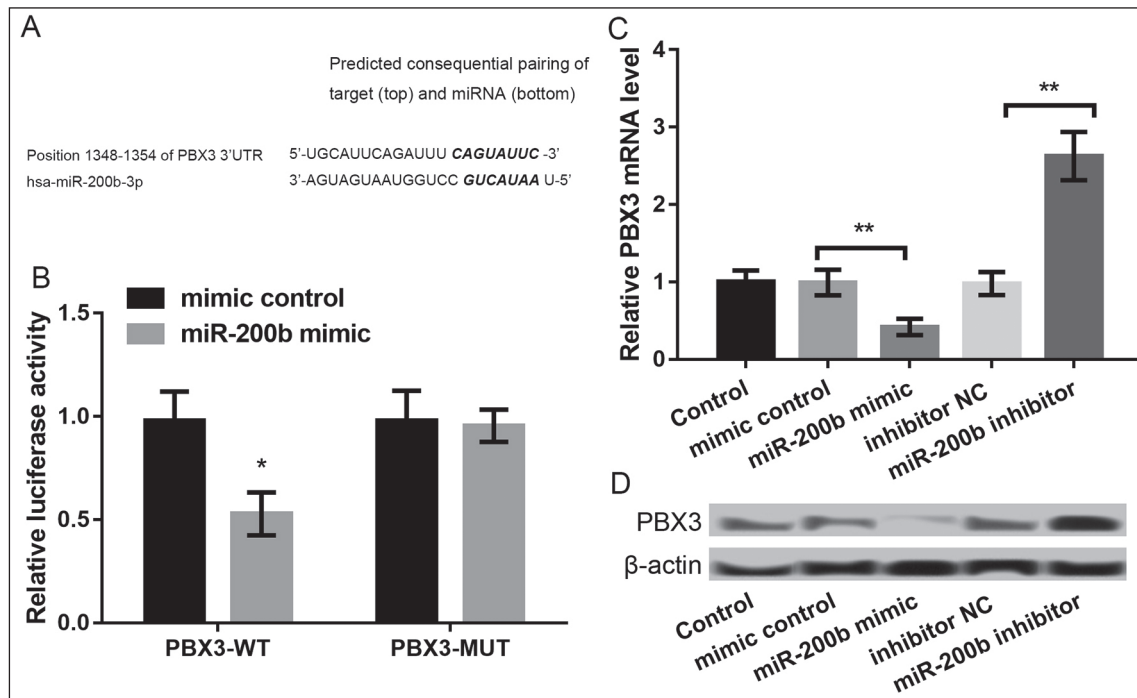 A
Predicted consequential pairing of
target (top) and miRNA (bottom)
Position 1348-1354 of PBX3 3'UTR 5'-UGCAUUCAGAUUU CAGUAUUC -3'
hsa-miR-200b-3p 3'-AGUAGUAAUGGUCC GUCAUAA U-5'
B
mimic control
miR-200b mimic
Relative luciferase activity
1.5
1.0
0.5
0.0
*
PBX3-WT PBX3-MUT
C
Relative PBX3 mRNA level
4
3
2
1
0
**
**
Control
mimic control
miR-200b mimic
inhibitor NC
miR-200b inhibitor
D
PBX3
β-actin
Control
mimic control
miR-200b mimic
inhibitor NC
miR-200b inhibitor